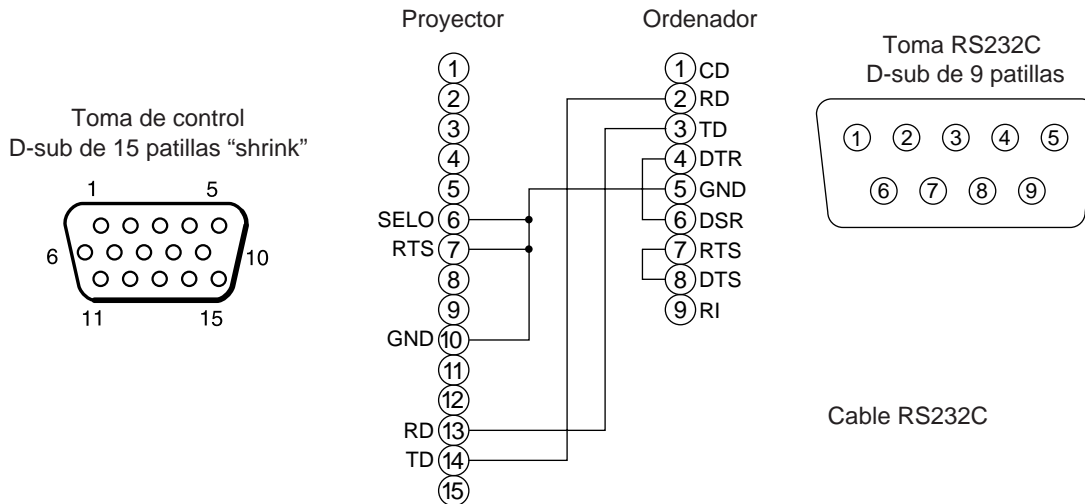 Proyector
Ordenador
Toma de control
D-sub de 15 patillas “shrink”
1 5
6 10
11 15
1
2
3
4
5
SELO 6
RTS 7
8
9
GND 10
11
12
RD 13
TD 14
15
1 CD
2 RD
3 TD
4 DTR
5 GND
6 DSR
7 RTS
8 DTS
9 RI
Toma RS232C
D-sub de 9 patillas
1 2 3 4 5
6 7 8 9
Cable RS232C